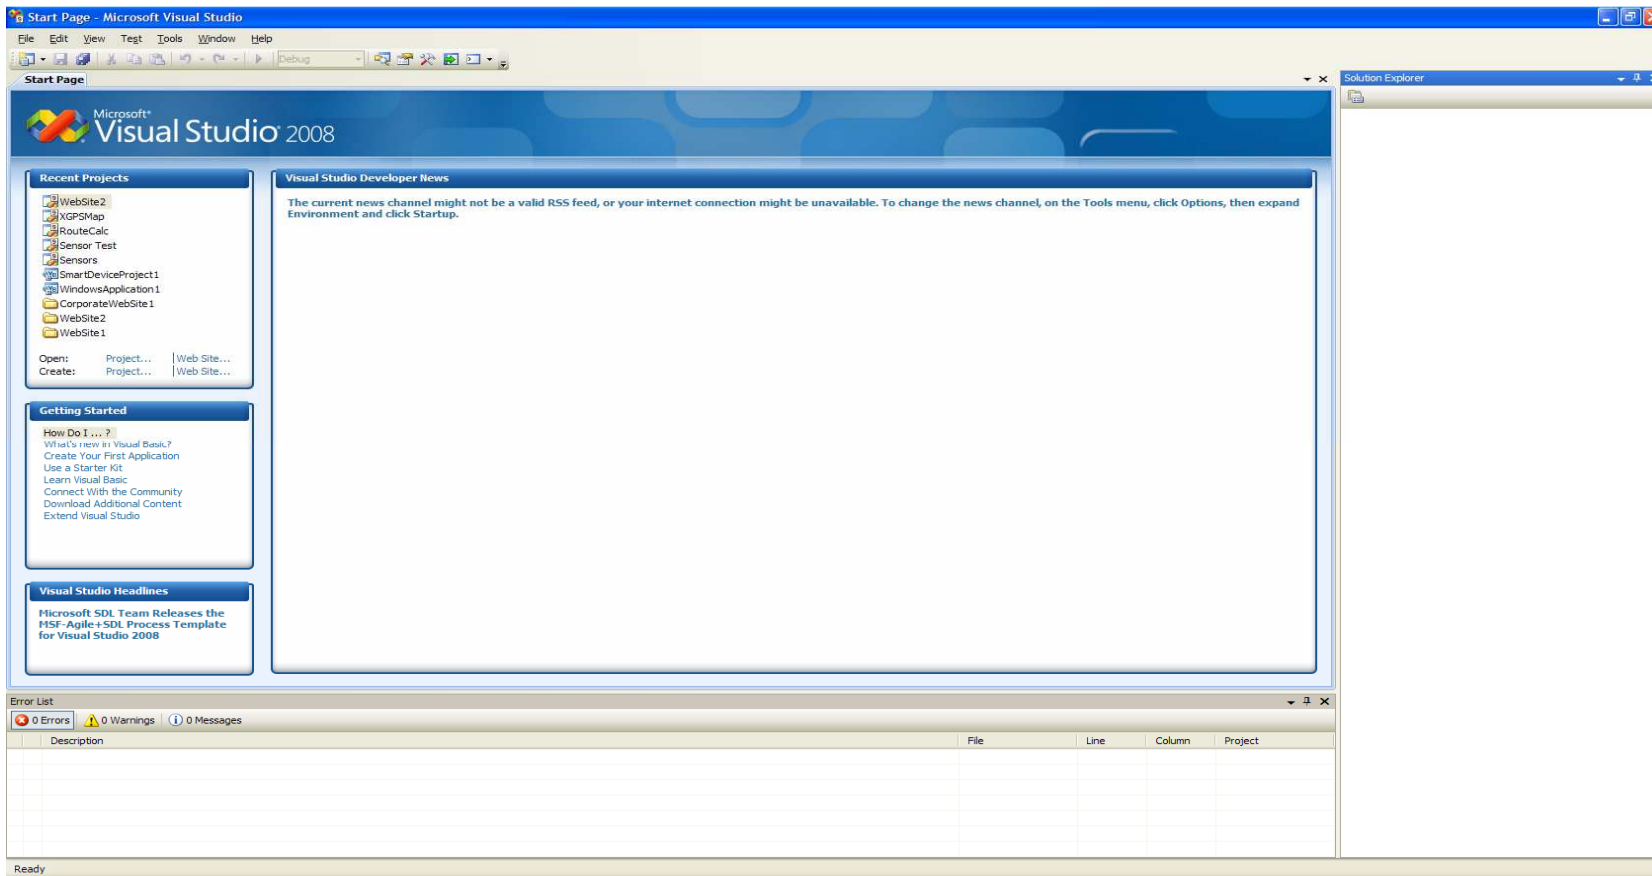 Start Page - Microsoft Visual Studio
File Edit View Test Tools Window Help
Debug
Start Page
Solution Explorer
Microsoft®
Visual Studio® 2008
Recent Projects
WebSite2
XGPSMap
RouteCalc
Sensor Test
Sensors
SmartDeviceProject1
WindowsApplication1
CorporateWebSite1
WebSite2
WebSite1
Open: Project... | Web Site...
Create: Project... | Web Site...
Getting Started
How Do I ... ?
What's new in Visual Basic?
Create Your First Application
Use a Starter Kit
Learn Visual Basic
Connect With the Community
Download Additional Content
Extend Visual Studio
Visual Studio Headlines
Microsoft SDL Team Releases the
MSF-Agile+SDL Process Template
for Visual Studio 2008
Visual Studio Developer News
The current news channel might not be a valid RSS feed, or your internet connection might be unavailable. To change the news channel, on the Tools menu, click Options, then expand
Environment and click Startup.
Error List
0 Errors 0 Warnings 0 Messages
Description File Line Column Project
Ready